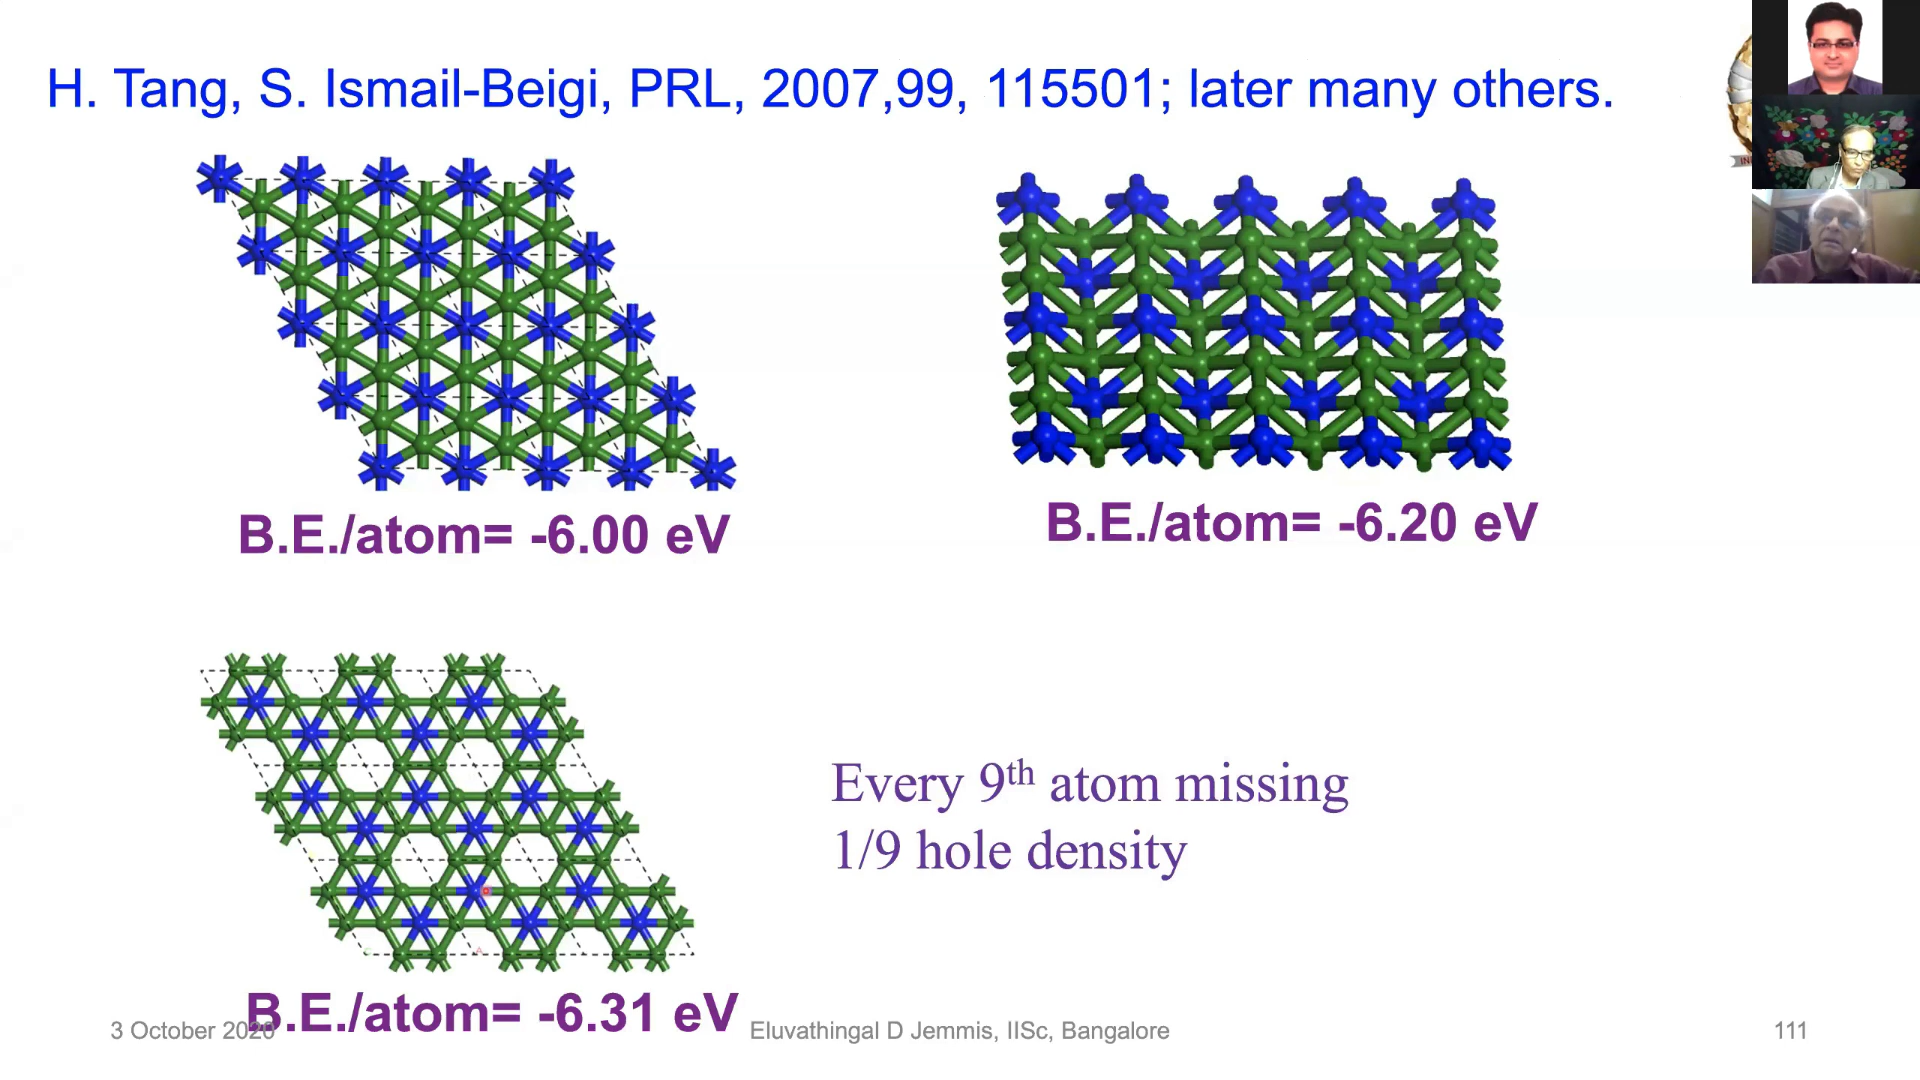 H. Tang, S. Ismail-Beigi, PRL, 2007,99, 115501; later many others.
B.E./atom= -6.00 eV
B.E./atom= -6.20 eV
Every 9th atom missing
1/9 hole density
B.E./atom= -6.31 eV
3 October 2020
Eluvathingal D Jemmis, IISc, Bangalore
111